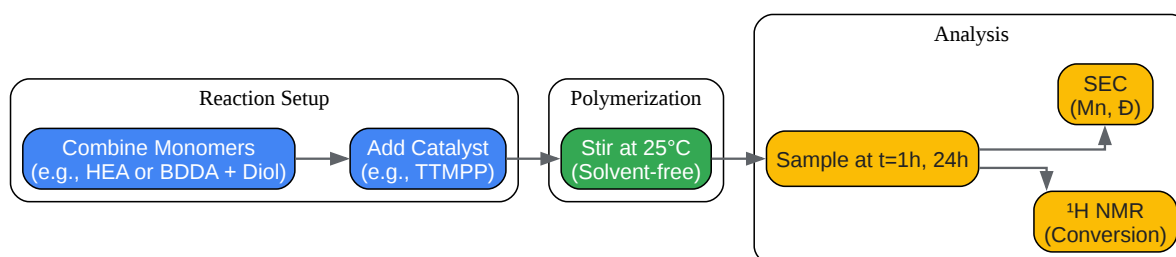 Reaction Setup
Combine Monomers
(e.g., HEA or BDDA + Diol)
Add Catalyst
(e.g., TTMPP)
Polymerization
Stir at 25°C
(Solvent-free)
Analysis
Sample at t=1h, 24h
SEC
(Mn, Đ)
¹H NMR
(Conversion)